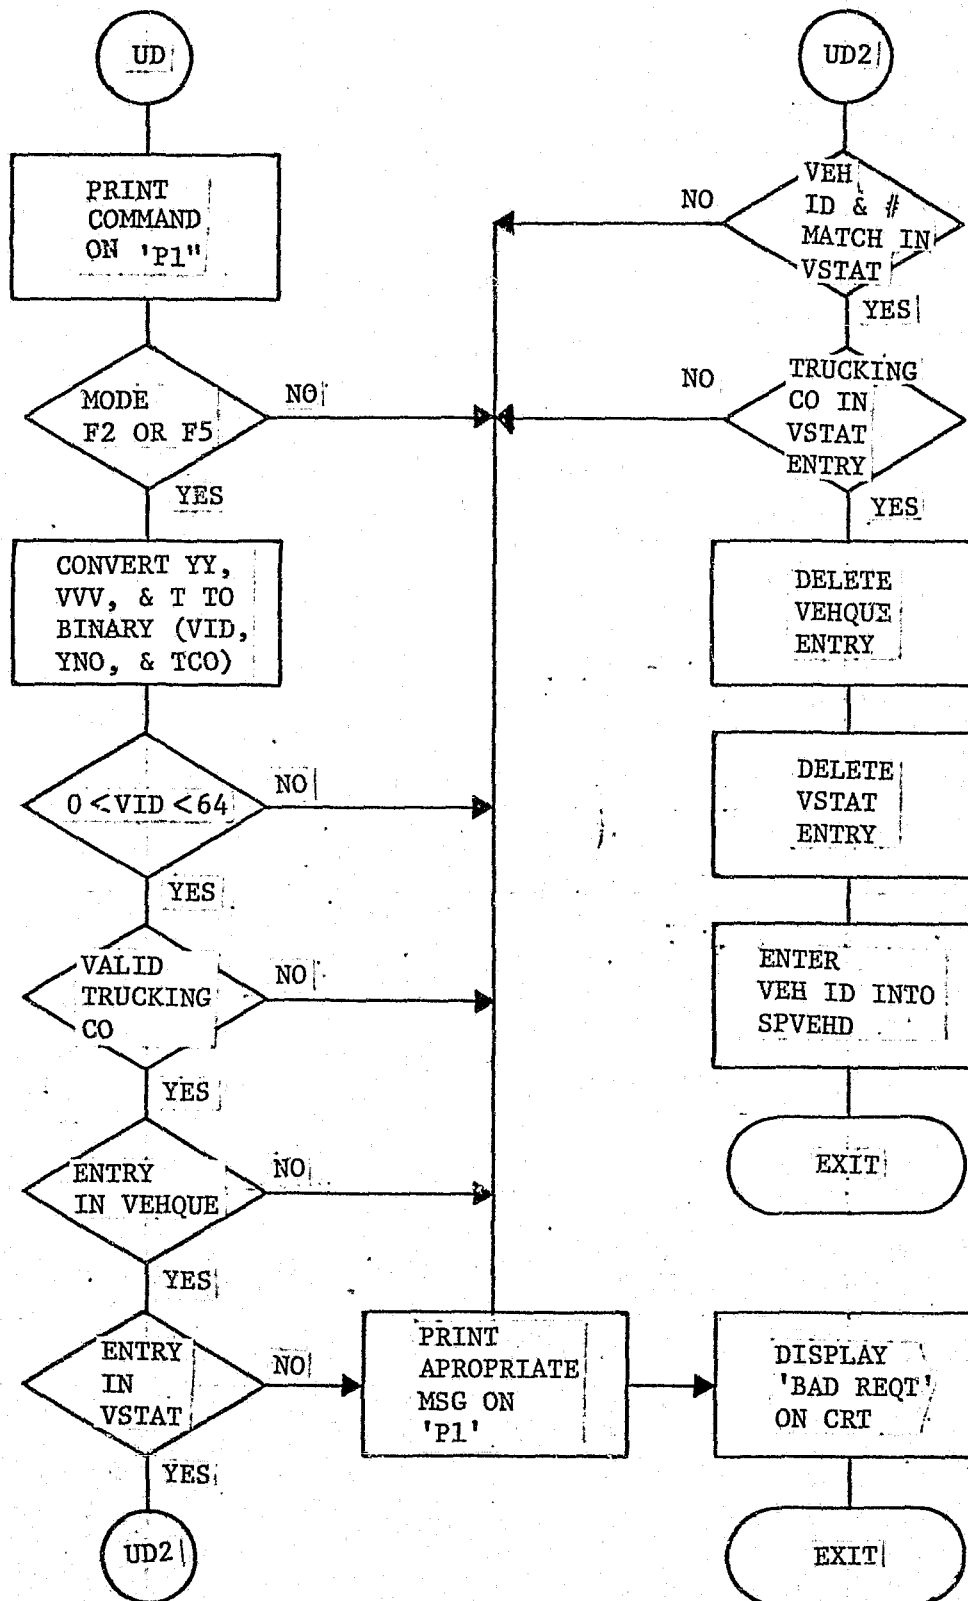 UD
PRINT
COMMAND
ON 'P1"
MODE
F2 OR F5
NO
YES
CONVERT YY,
VVV, & T TO
BINARY (VID,
YNO, & TCO)
0 <VID <64
NO
YES
VALID
TRUCKING
CO
NO
YES
ENTRY
IN VEHQUE
NO
YES
ENTRY
IN
VSTAT
NO
YES
UD2
PRINT
APROPRIATE
MSG ON
'P1'
DISPLAY
'BAD REQT'
ON CRT
EXIT
UD2
VEH
ID & #
MATCH IN
VSTAT
NO
YES
TRUCKING
CO IN
VSTAT
ENTRY
NO
YES
DELETE
VEHQUE
ENTRY
DELETE
VSTAT
ENTRY
ENTER
VEH ID INTO
SPVEHD
EXIT